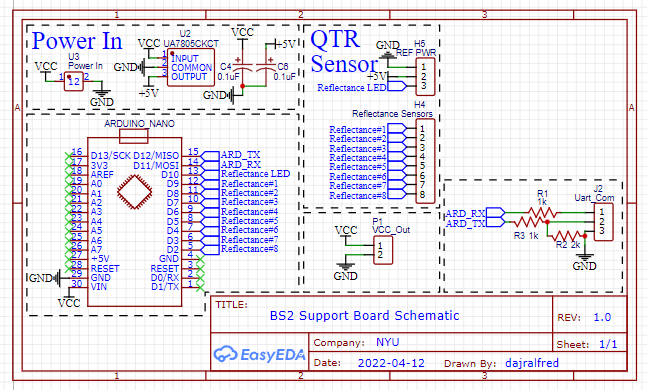 1 2 3
Power In
VCC
U3
Power In
1 12 2
GND
U2
UA7805CKCT
VCC
GND
+5V
1 INPUT
2 COMMON
3 OUTPUT
VCC
+5V
C4
0.1uF
C6
0.1uF
GND
QTR
Sensor
H5
REF PWR
GND
+5V
Reflectance LED
1
2
3
H4
Reflectance Sensors
Reflectance#1 1
Reflectance#2 2
Reflectance#3 3
Reflectance#4 4
Reflectance#5 5
Reflectance#6 6
Reflectance#7 7
Reflectance#8 8
A A
ARDUINO_NANO
16 D13/SCK D12/MISO 15 ARD_TX
17 3V3 D11/MOSI 14 ARD_RX
18 AREF D10 13 Reflectance LED
19 A0 D9 12 Reflectance#1
20 A1 D8 11 Reflectance#2
21 A2 D7 10 Reflectance#3
22 A3 D6 9 Reflectance#4
23 A4 D5 8 Reflectance#5
24 A5 D4 7 Reflectance#6
25 A6 D3 6 Reflectance#7
26 A7 D2 5 Reflectance#8
27 +5V GND 4
28 RESET RESET 3
29 GND D0/RX 2
30 VIN D1/TX 1
GND
VCC
P1
VCC_Out
VCC
GND
1
2
ARD_RX
ARD_TX
R1
1k
R3 1k
R2 2k
J2
Uart_Com
1
2
3
GND
TITLE:
BS2 Support Board Schematic
REV: 1.0
EasyEDA
Company: NYU
Sheet: 1/1
Date: 2022-04-12 Drawn By: dajralfred
1 2 3